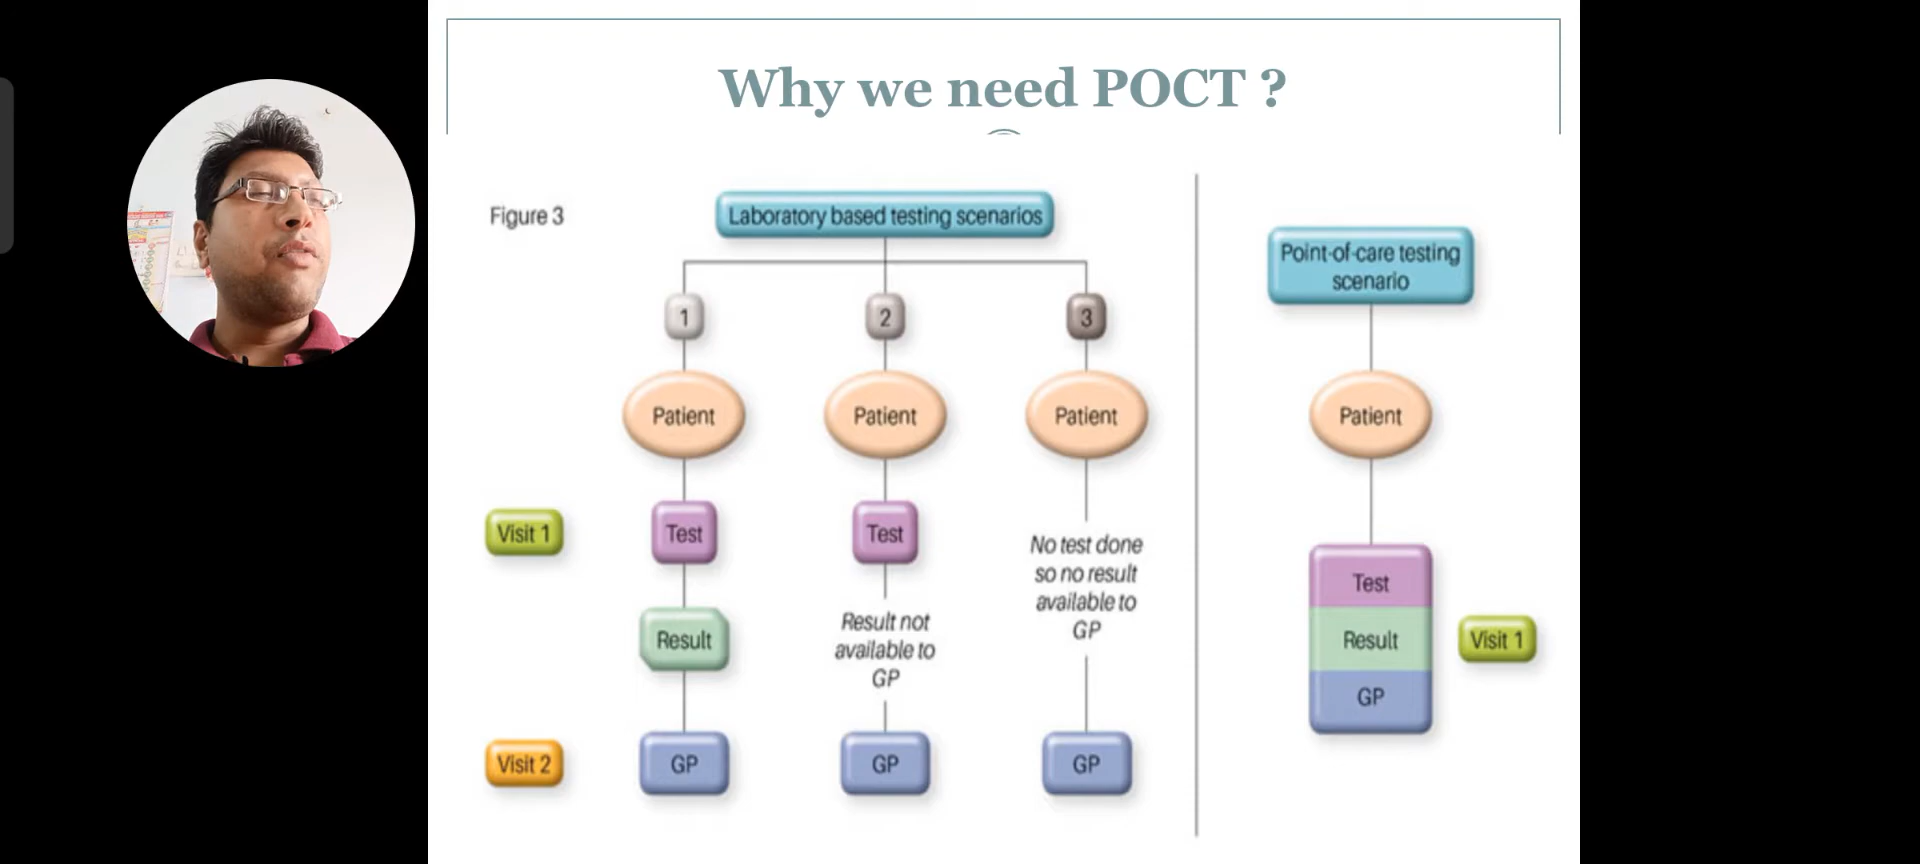 Why we need POCT ?
Figure 3
Laboratory based testing scenarios
1
2
3
Patient
Patient
Patient
Visit 1
Test
Test
No test done
so no result
available to
GP
Result
Result not
available to
GP
Visit 2
GP
GP
GP
Point-of-care testing
scenario
Patient
Test
Result
GP
Visit 1